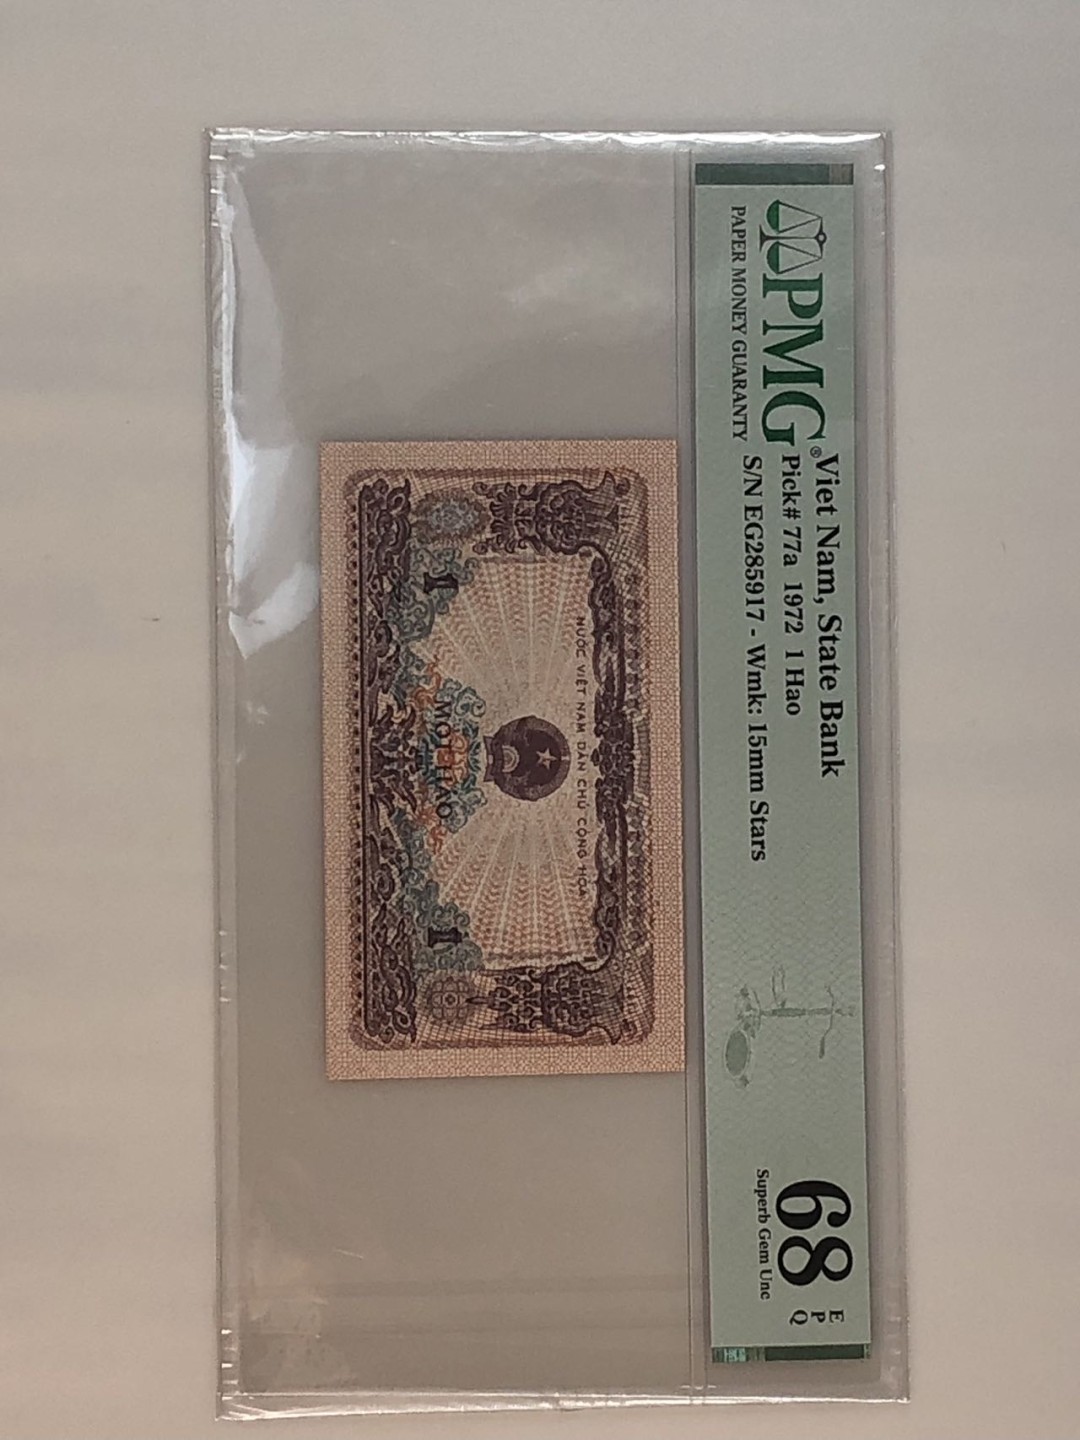 PMG®
PAPER MONEY GUARANTY
Viet Nam, State Bank
Pick# 77a 1972 1 Hao
S/N EG285917 - Wmk: 15mm Stars
68
EPQ
Superb Gem Unc
NƯỚC VIỆT NAM DÂN CHỦ CỘNG HÒA
1
MỘT HÀO
1